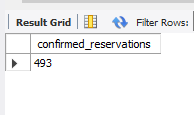 Result Grid Filter Rows:
confirmed_reservations
493